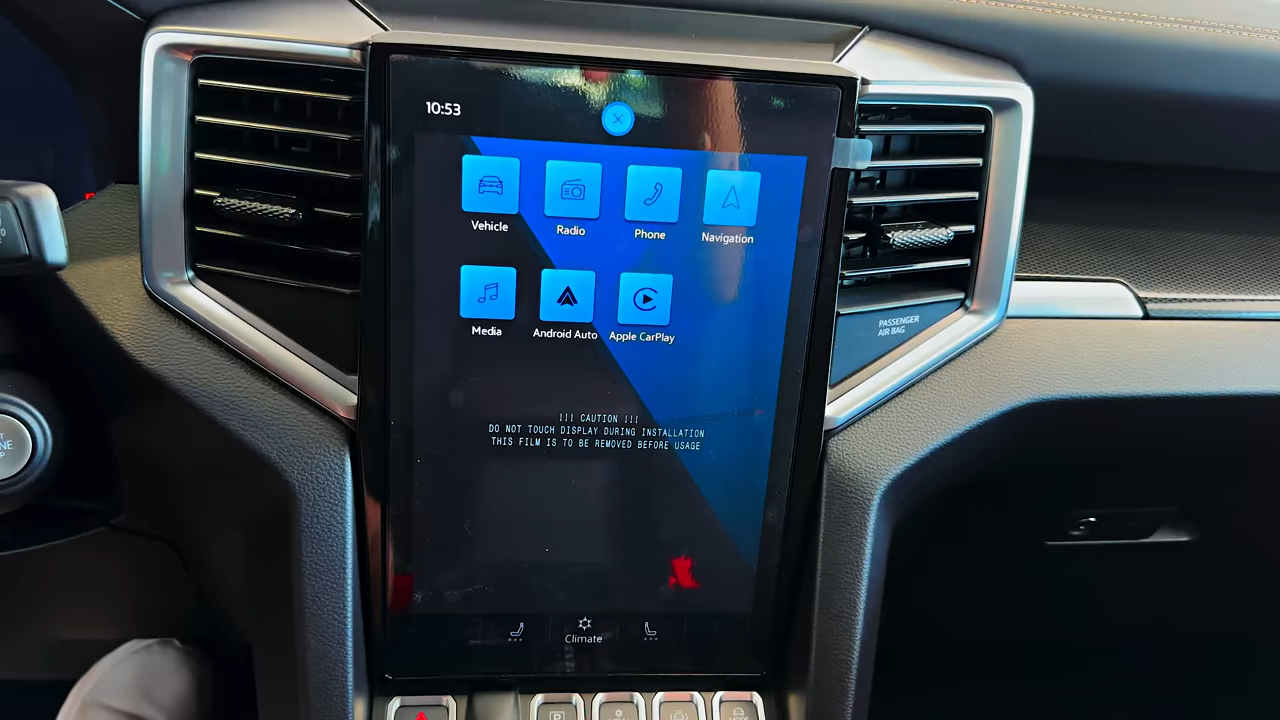 10:53
Vehicle
Radio
Phone
Navigation
Media
Android Auto
Apple CarPlay
!!! CAUTION !!!
DO NOT TOUCH DISPLAY DURING INSTALLATION
THIS FILM IS TO BE REMOVED BEFORE USAGE
Climate
PASSENGER
AIR BAG